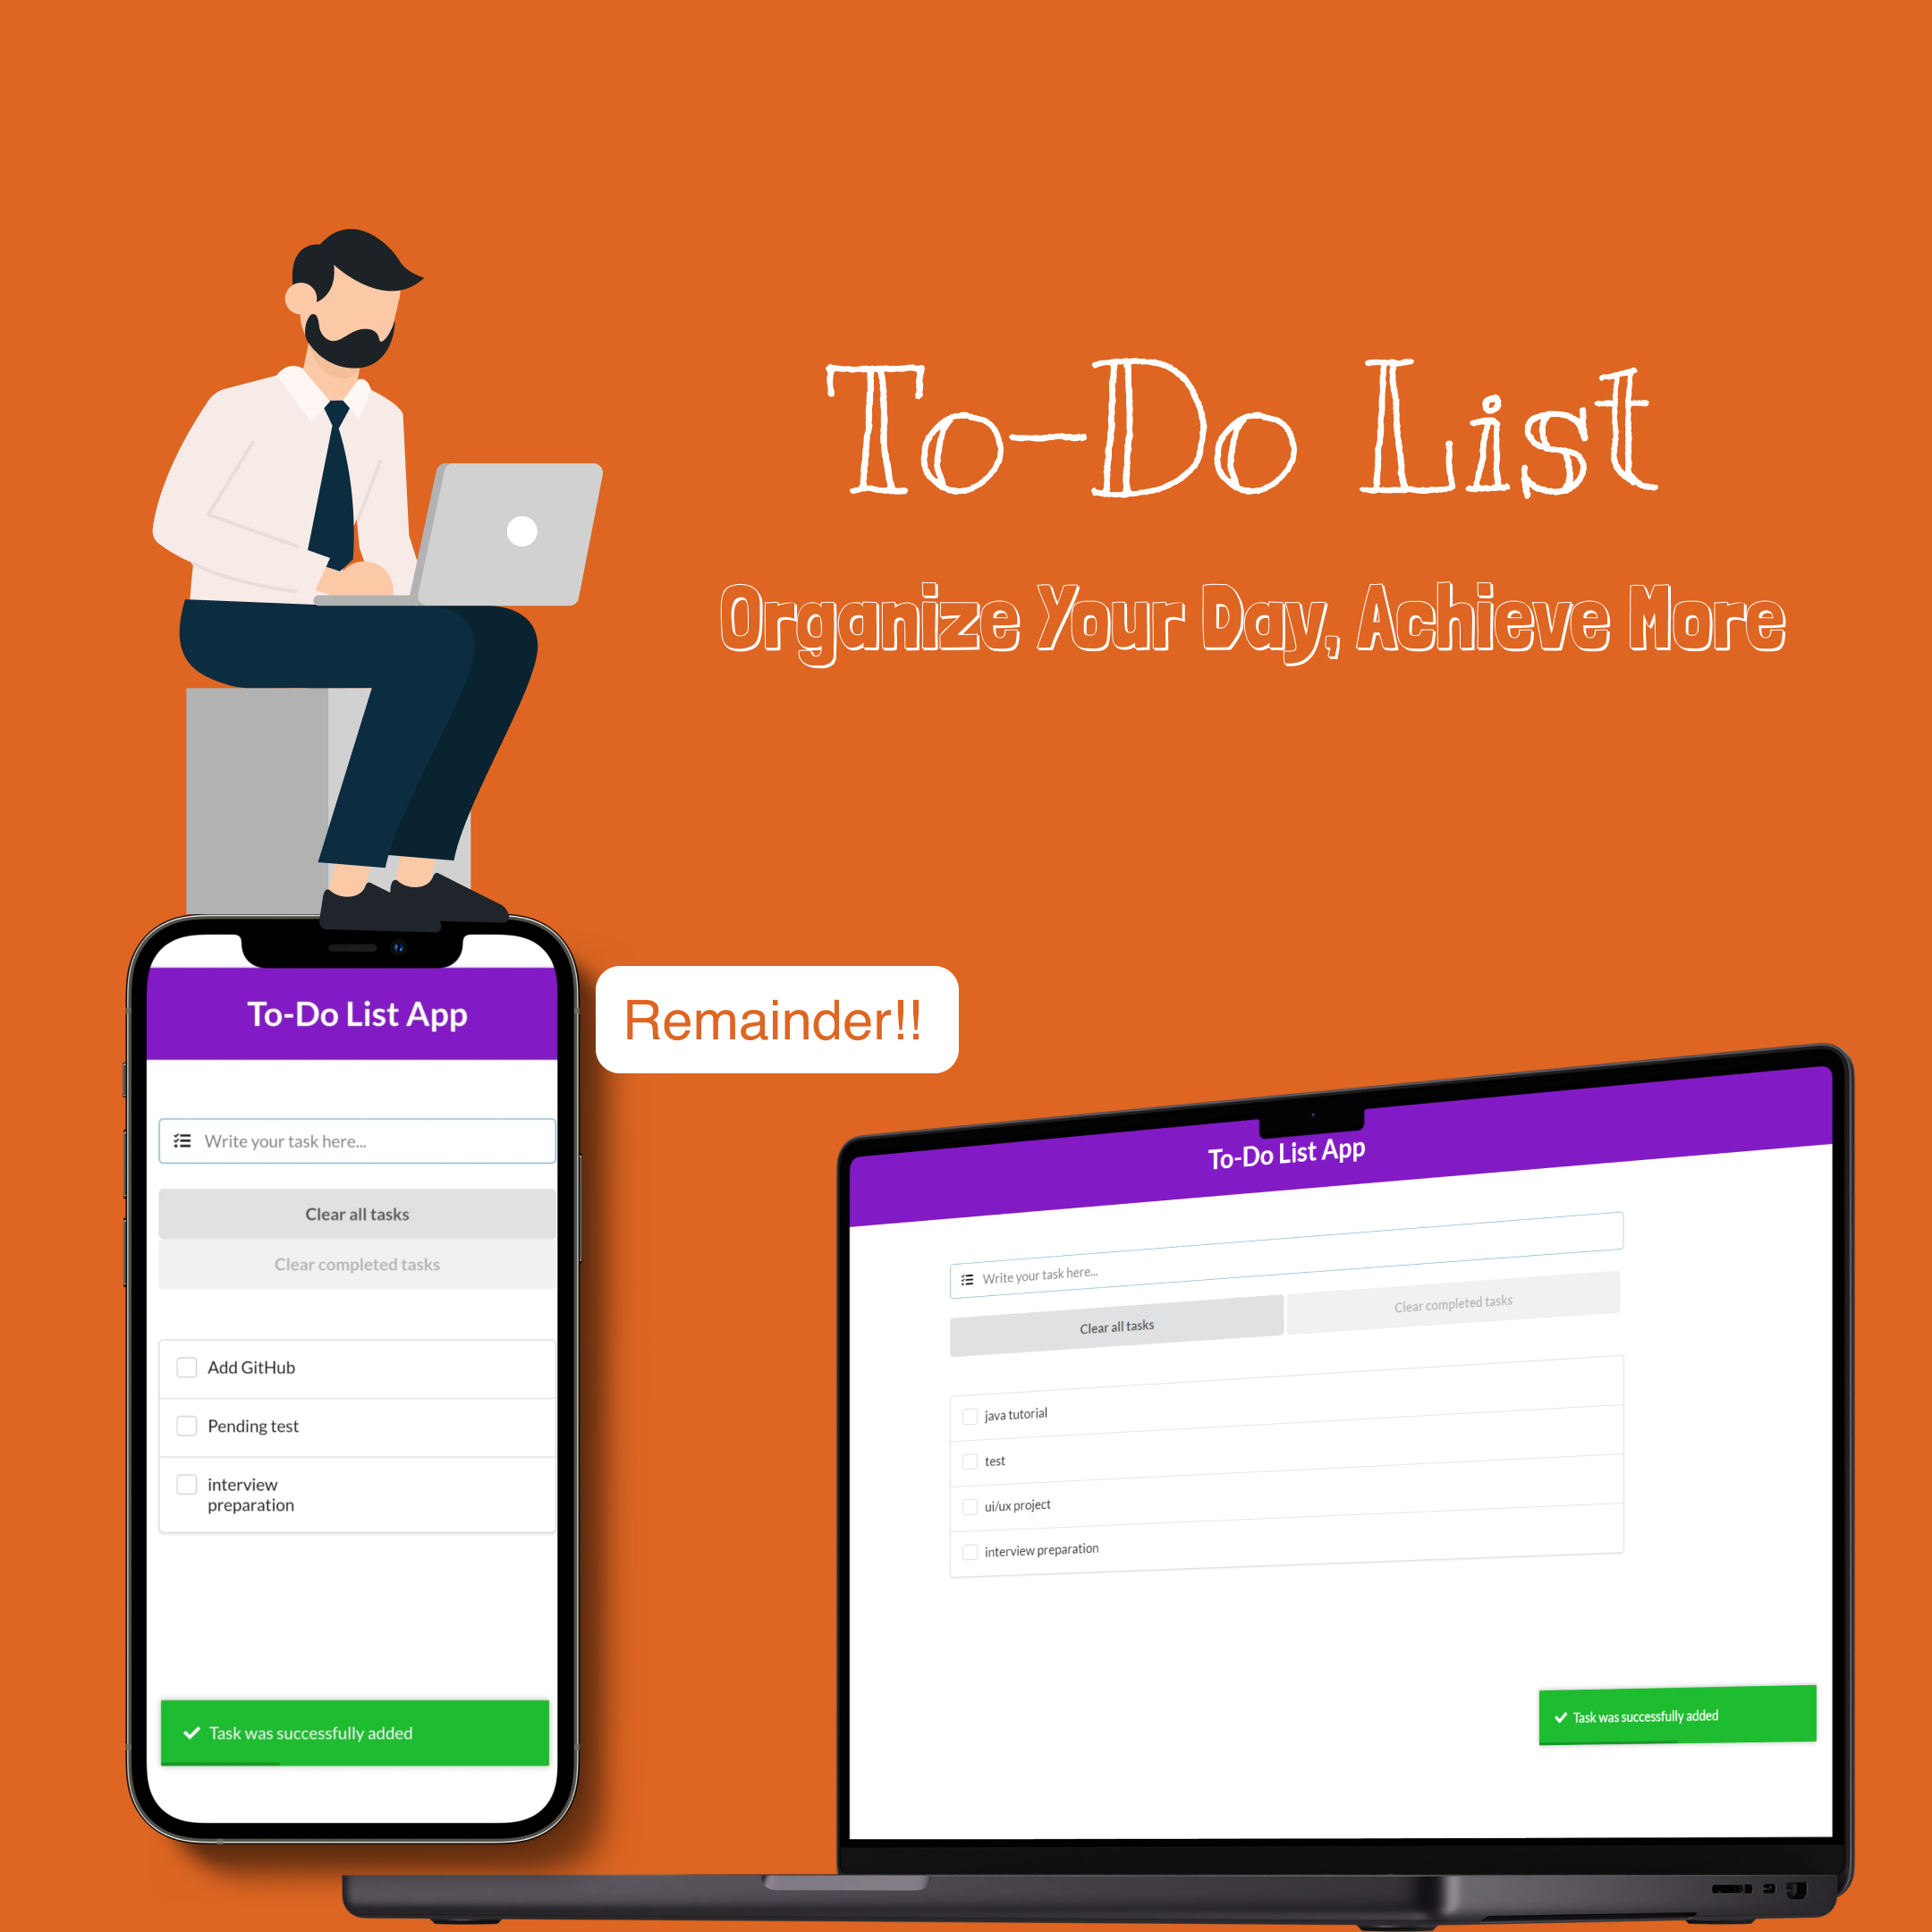 To-Do List
Organize Your Day, Achieve More
To-Do List App
Write your task here...
Clear all tasks
Clear completed tasks
Add GitHub
Pending test
interview
preparation
Task was successfully added
Remainder!!
To-Do List App
Write your task here...
Clear all tasks
Clear completed tasks
java tutorial
test
ui/ux project
interview preparation
Task was successfully added